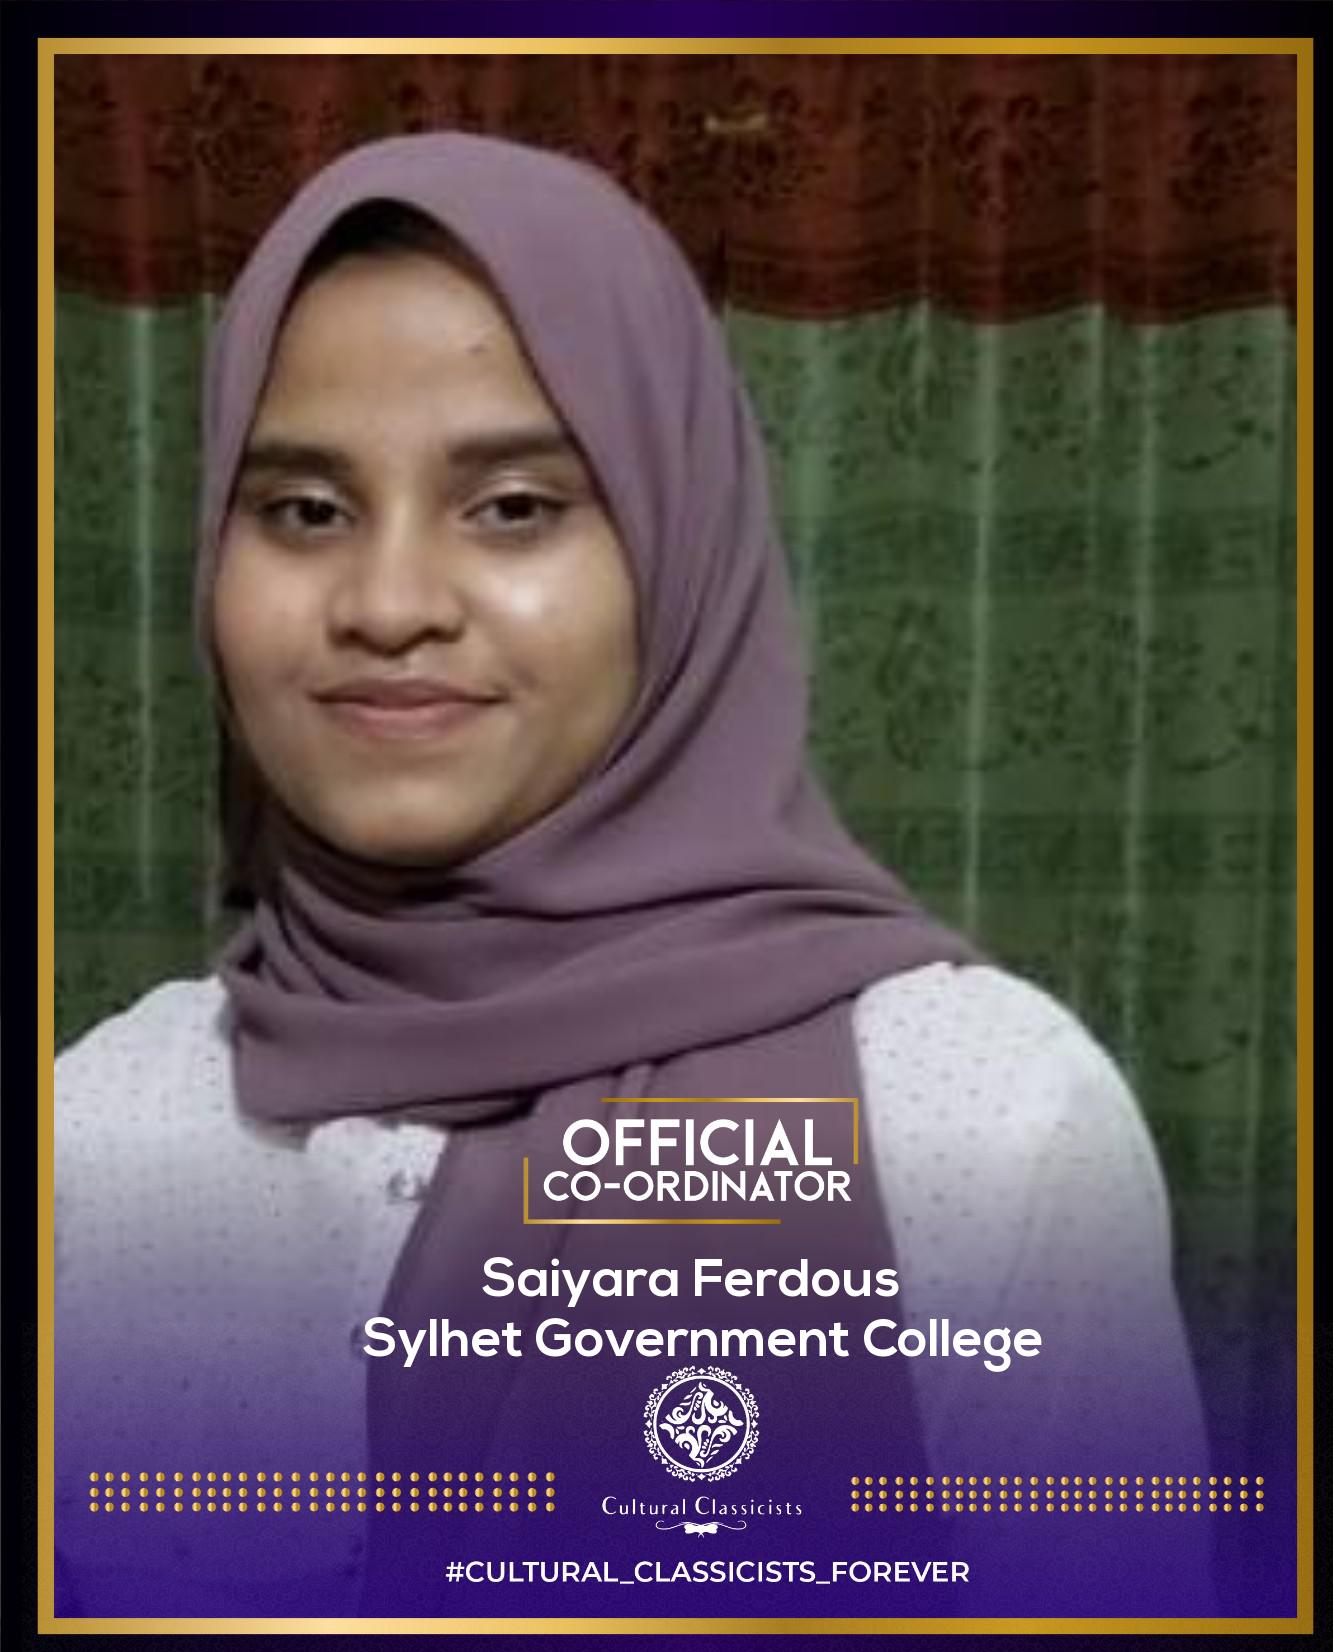 OFFICIAL
CO-ORDINATOR
Saiyara Ferdous
Sylhet Government College
Cultural Classicists
#CULTURAL_CLASSICISTS_FOREVER